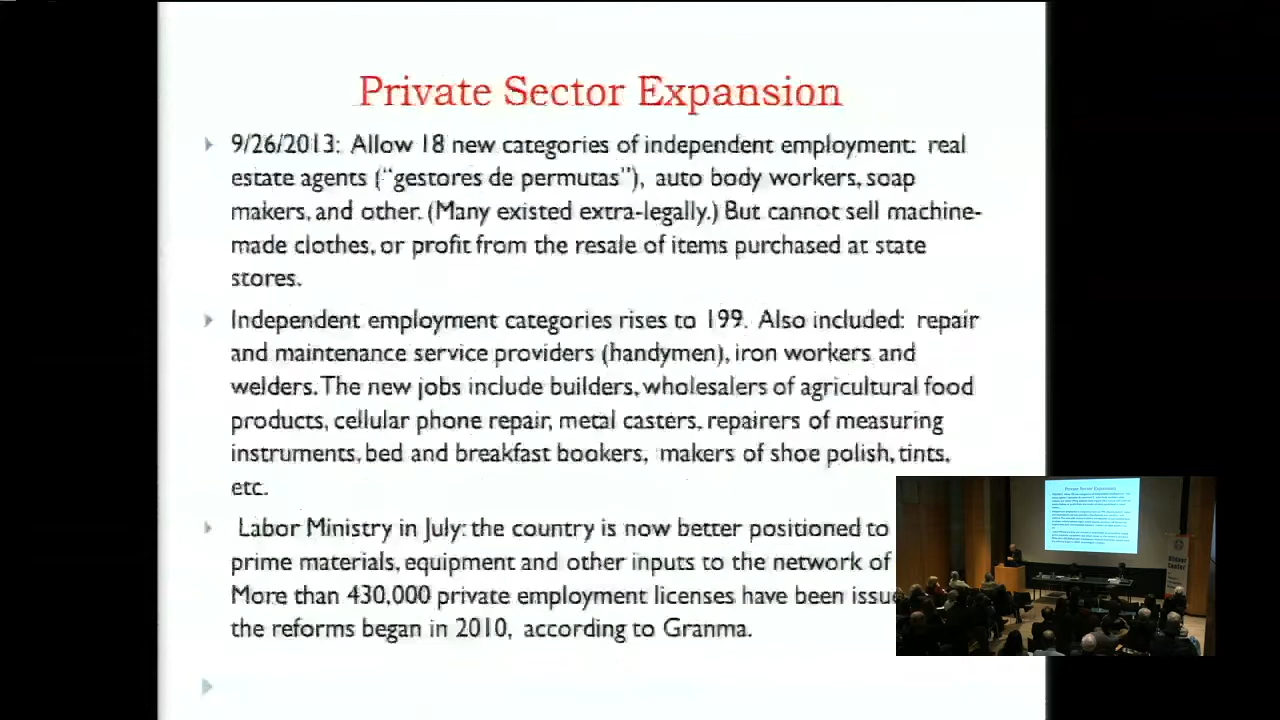 Private Sector Expansion
9/26/2013: Allow 18 new categories of independent employment: real
estate agents (“gestores de permutas”), auto body workers, soap
makers, and other. (Many existed extra-legally.) But cannot sell machine-
made clothes, or profit from the resale of items purchased at state
stores.
Independent employment categories rises to 199. Also included: repair
and maintenance service providers (handymen), iron workers and
welders. The new jobs include builders, wholesalers of agricultural food
products, cellular phone repair, metal casters, repairers of measuring
instruments, bed and breakfast bookers, makers of shoe polish, tints,
etc.
Labor Ministry in July: the country is now better positioned to
prime materials, equipment and other inputs to the network of
More than 430,000 private employment licenses have been
the reforms began in 2010, according to Granma.
Private Sector Expansion
Center